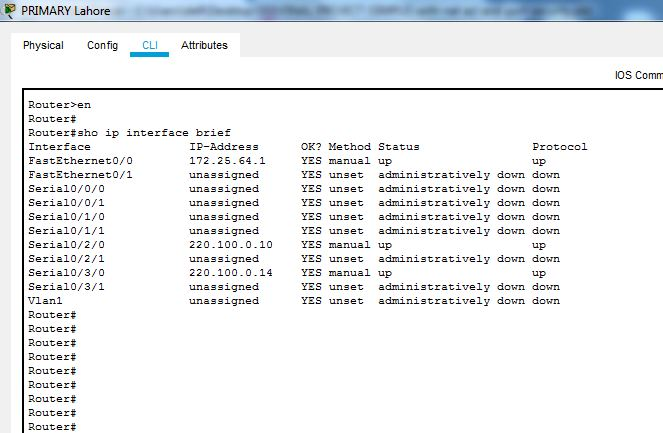 PRIMARY Lahore
Physical Config CLI Attributes
IOS Comm
Router>en
Router#
Router#sho ip interface brief
Interface IP-Address OK? Method Status Protocol
FastEthernet0/0 172.25.64.1 YES manual up up
FastEthernet0/1 unassigned YES unset administratively down down
Serial0/0/0 unassigned YES unset administratively down down
Serial0/0/1 unassigned YES unset administratively down down
Serial0/1/0 unassigned YES unset administratively down down
Serial0/1/1 unassigned YES unset administratively down down
Serial0/2/0 220.100.0.10 YES manual up up
Serial0/2/1 unassigned YES unset administratively down down
Serial0/3/0 220.100.0.14 YES manual up up
Serial0/3/1 unassigned YES unset administratively down down
Vlan1 unassigned YES unset administratively down down
Router#
Router#
Router#
Router#
Router#
Router#
Router#
Router#
Router#